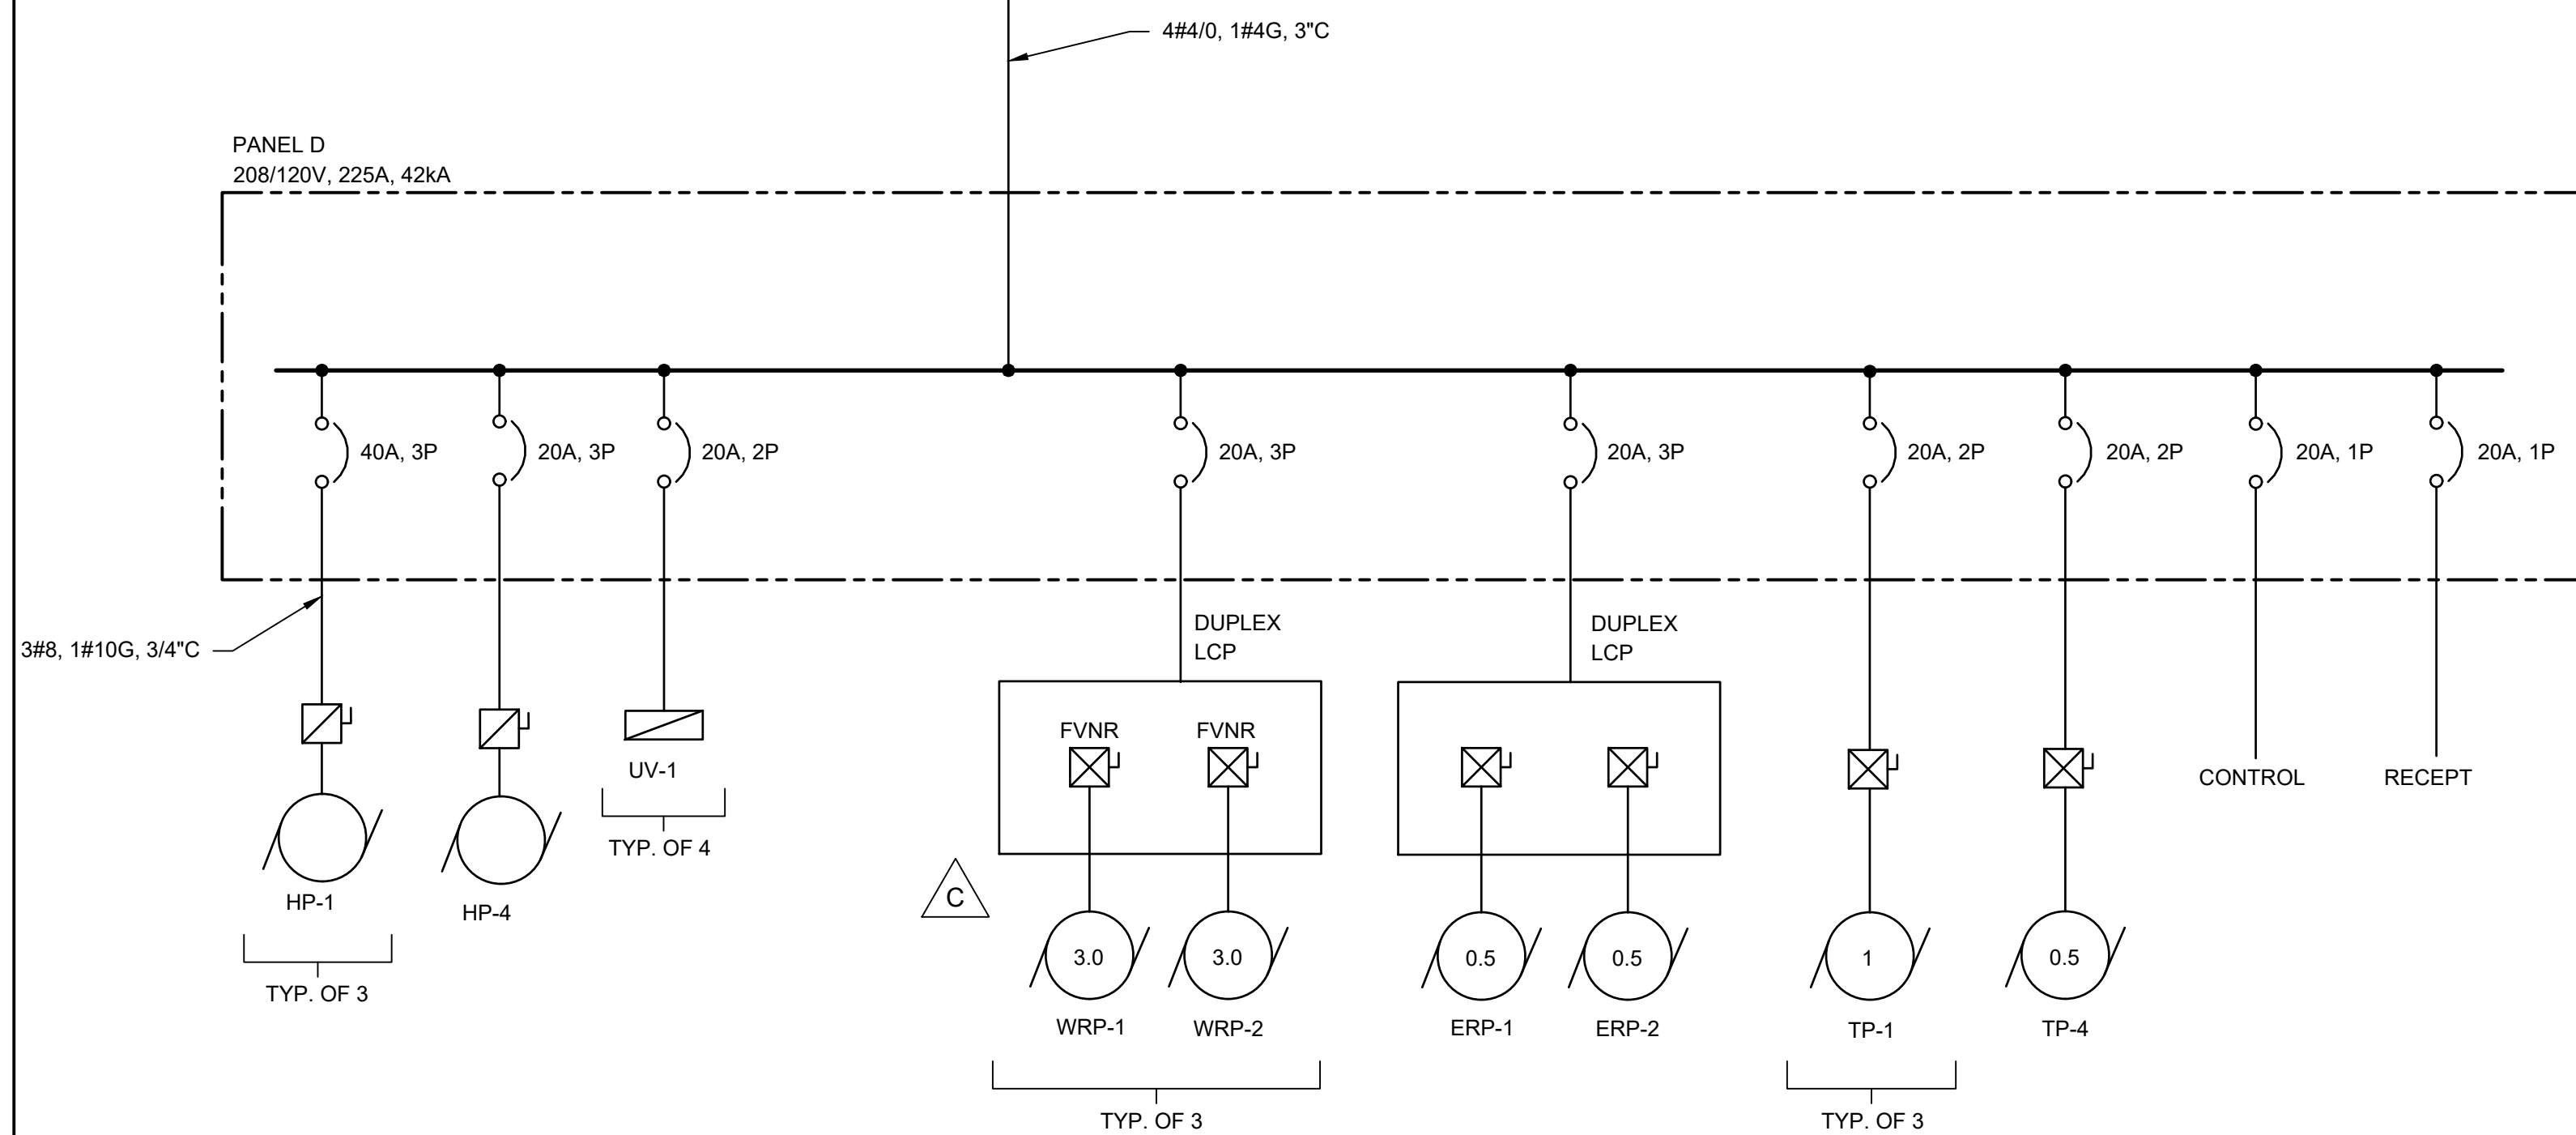 4#4/0, 1#4G, 3"C
PANEL D
208/120V, 225A, 42kA
40A, 3P
20A, 3P
20A, 2P
20A, 3P
20A, 3P
20A, 2P
20A, 2P
20A, 1P
20A, 1P
3#8, 1#10G, 3/4"C
DUPLEX
LCP
DUPLEX
LCP
FVNR
FVNR
UV-1
TYP. OF 4
CONTROL
RECEPT
HP-1
HP-4
TYP. OF 3
C
3.0
3.0
0.5
0.5
1
0.5
WRP-1
WRP-2
ERP-1
ERP-2
TP-1
TP-4
TYP. OF 3
TYP. OF 3